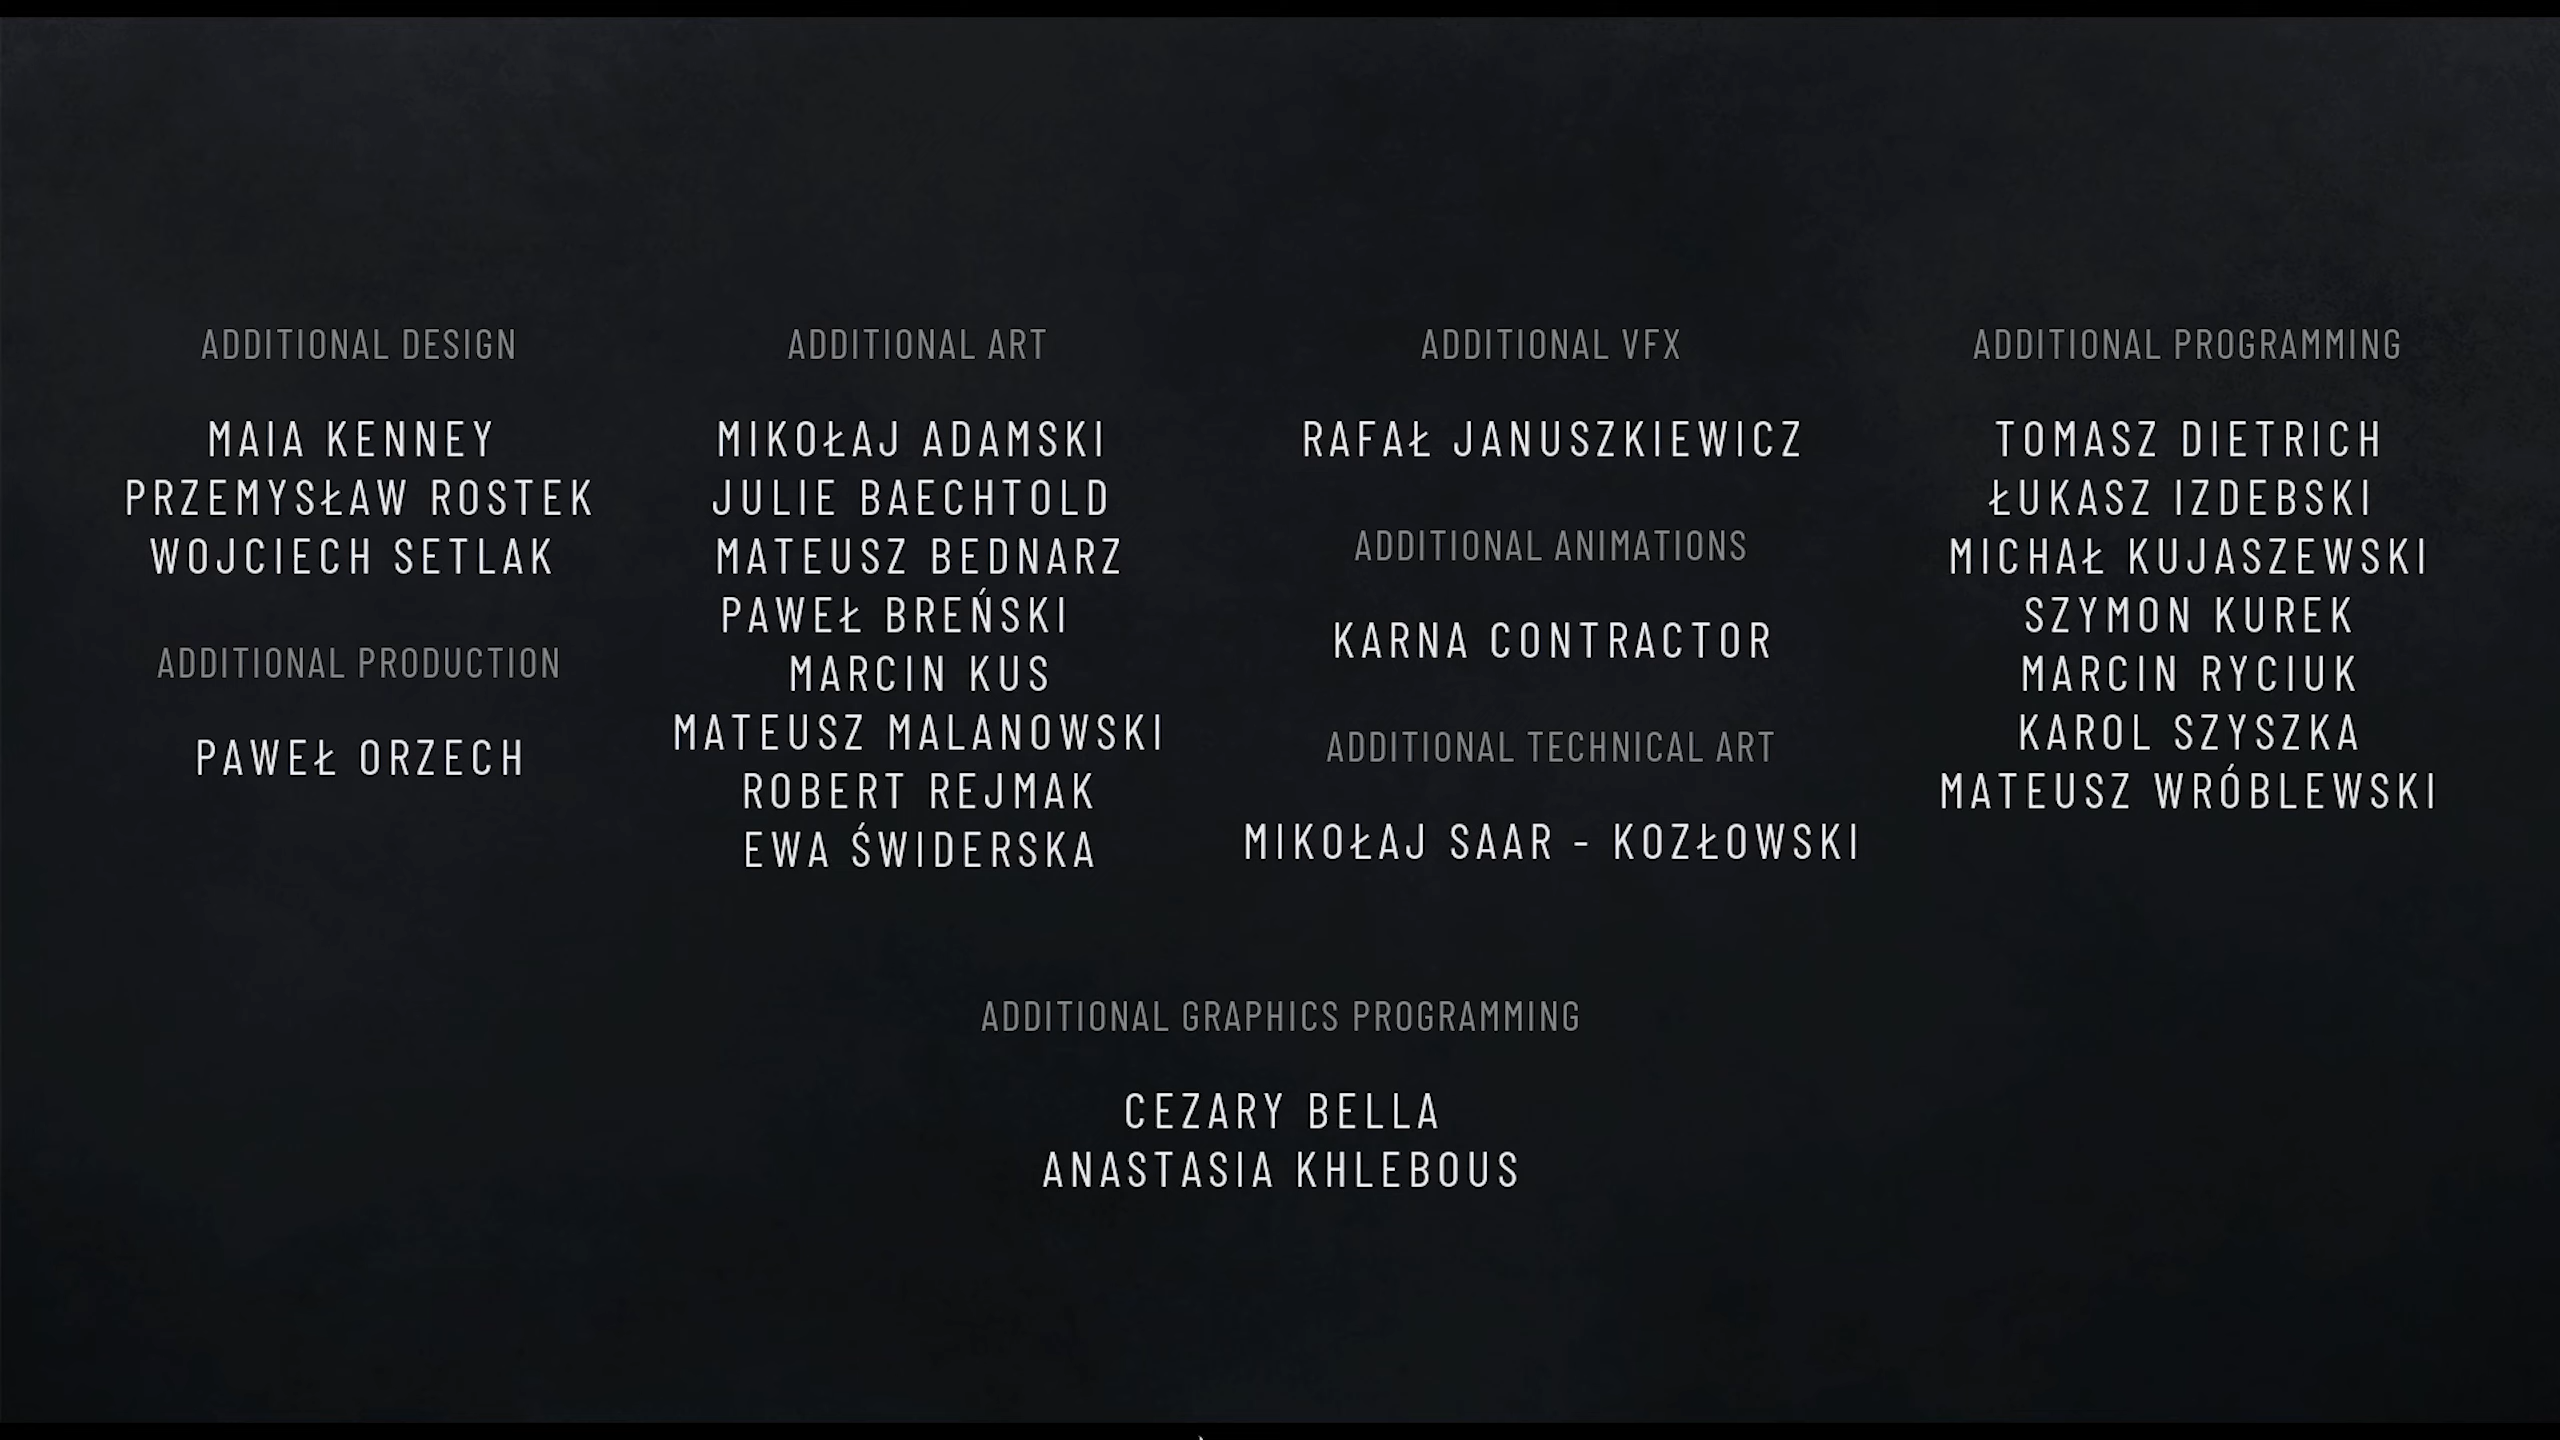 ADDITIONAL DESIGN
MAIA KENNEY
PRZEMYSŁAW ROSTEK
WOJCIECH SETLAK
ADDITIONAL PRODUCTION
PAWEŁ ORZECH
ADDITIONAL ART
MIKOŁAJ ADAMSKI
JULIE BAECHTOLD
MATEUSZ BEDNARZ
PAWEŁ BREŃSKI
MARCIN KUS
MATEUSZ MALANOWSKI
ROBERT REJMAK
EWA ŚWIDERSKA
ADDITIONAL VFX
RAFAŁ JANUSZKIEWICZ
ADDITIONAL ANIMATIONS
KARNA CONTRACTOR
ADDITIONAL TECHNICAL ART
MIKOŁAJ SAAR - KOZŁOWSKI
ADDITIONAL PROGRAMMING
TOMASZ DIETRICH
ŁUKASZ IZDEBSKI
MICHAŁ KUJASZEWSKI
SZYMON KUREK
MARCIN RYCIUK
KAROL SZYSZKA
MATEUSZ WRÓBLEWSKI
ADDITIONAL GRAPHICS PROGRAMMING
CEZARY BELLA
ANASTASIA KHLEBOUS